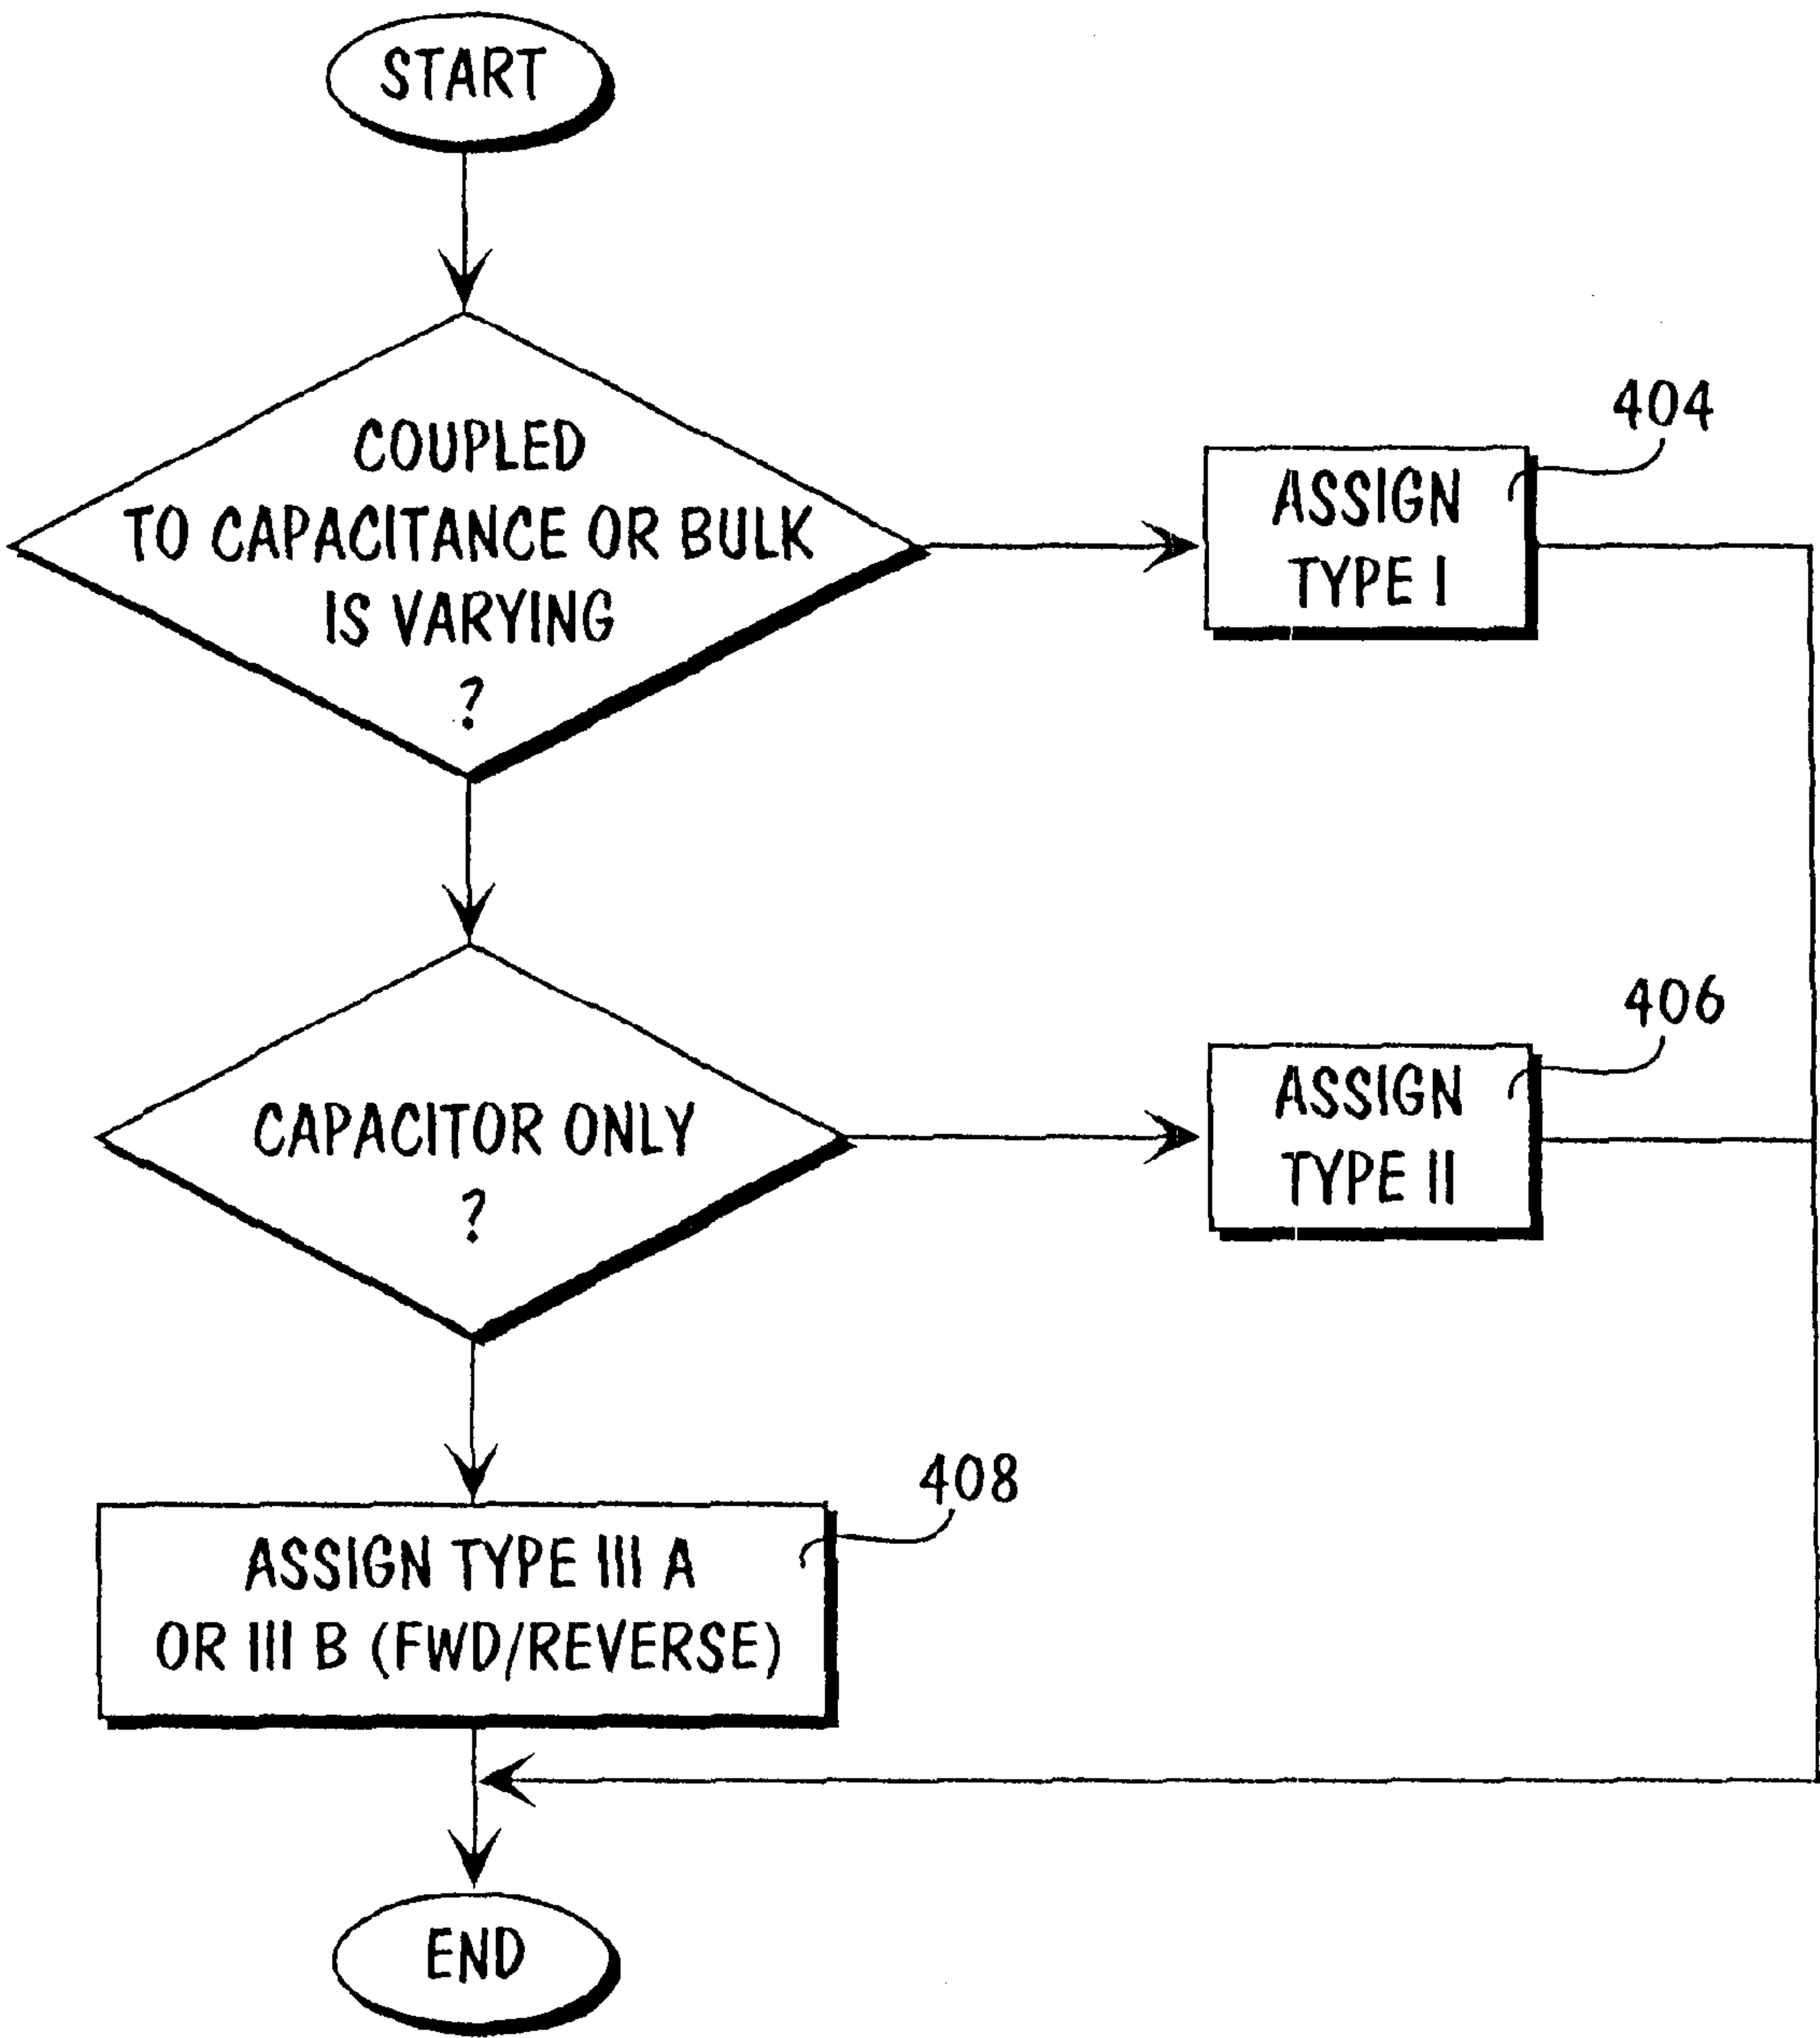 START
COUPLED
TO CAPACITANCE OR BULK
IS VARYING
?
404
ASSIGN
TYPE I
CAPACITOR ONLY
?
406
ASSIGN
TYPE II
408
ASSIGN TYPE III A
OR III B (FWD/REVERSE)
END